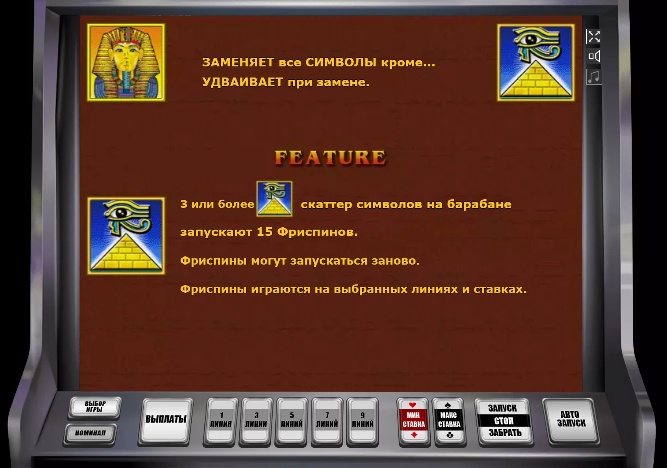 ЗАМЕНЯЕТ все СИМВОЛЫ кроме...
УДВАИВАЕТ при замене.
FEATURE
3 или более скаттер символов на барабане
запускают 15 Фриспинов.
Фриспины могут запускаться заново.
Фриспины играются на выбранных линиях и ставках.
ВЫБОР
ИГРЫ
НОМИНАЛ
ВЫПЛАТЫ
1
ЛИНИЯ
3
ЛИНИИ
5
ЛИНИЙ
7
ЛИНИЙ
9
ЛИНИЙ
МИН
СТАВКА
МАКС
СТАВКА
ЗАПУСК
СТОП
ЗАБРАТЬ
АВТО
ЗАПУСК